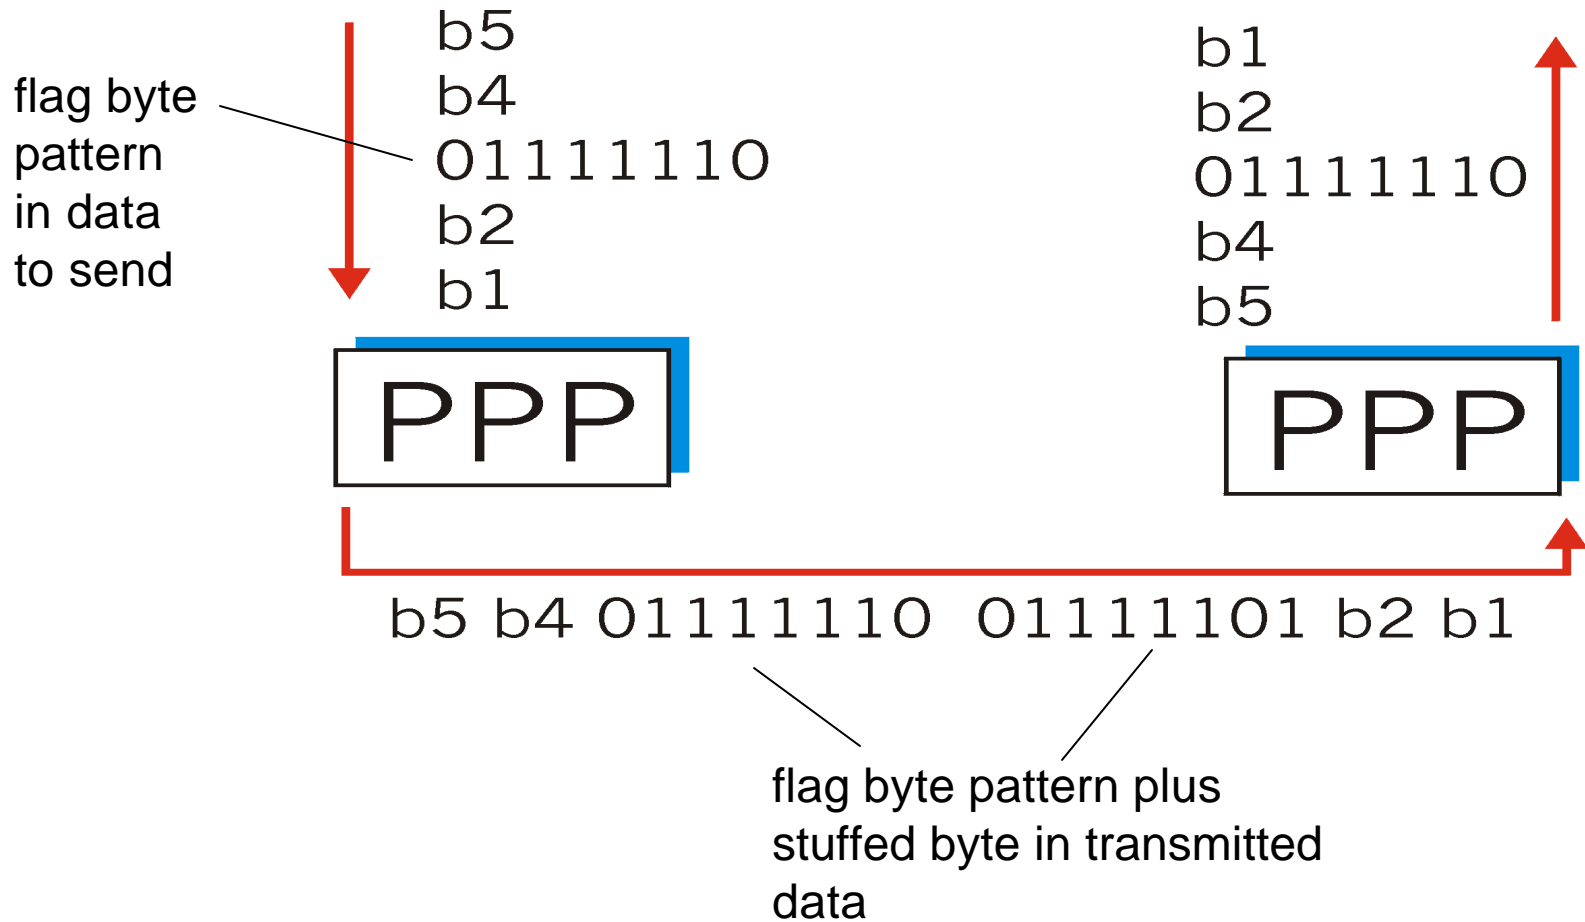 flag byte
pattern
in data
to send
b5
b4
01111110
b2
b1
PPP
b1
b2
01111110
b4
b5
PPP
b5 b4 01111110 01111101 b2 b1
flag byte pattern plus
stuffed byte in transmitted
data